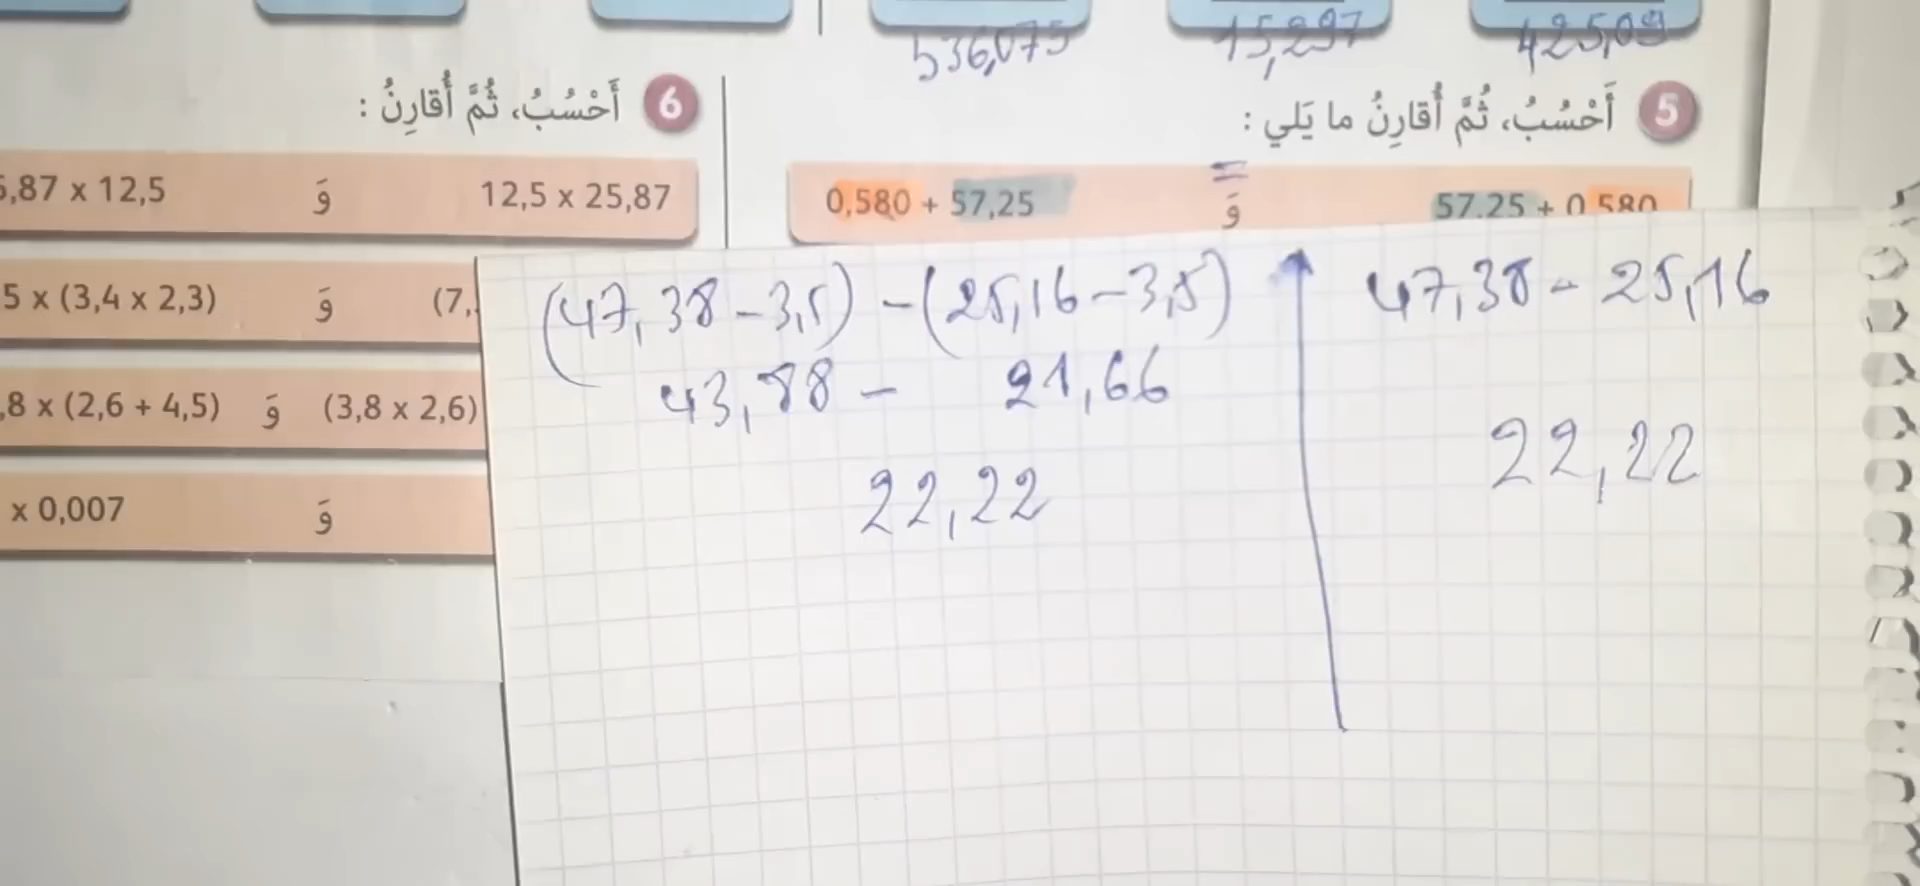 536,075 15,297 425,09
5 أَحْسُبُ، ثُمَّ أُقارِنُ ما يَلي :
0,580 + 57,25 = وَ 57,25 + 0,580
(47,38 - 3,5) - (25,16 - 3,5)
43,88 - 21,66
22,22
47,38 - 25,16
22,22
6 أَحْسُبُ، ثُمَّ أُقارِنُ :
,87 x 12,5 وَ 12,5 x 25,87
5 x (3,4 x 2,3) وَ (7,
,8 x (2,6 + 4,5) وَ (3,8 x 2,6)
x 0,007 وَ